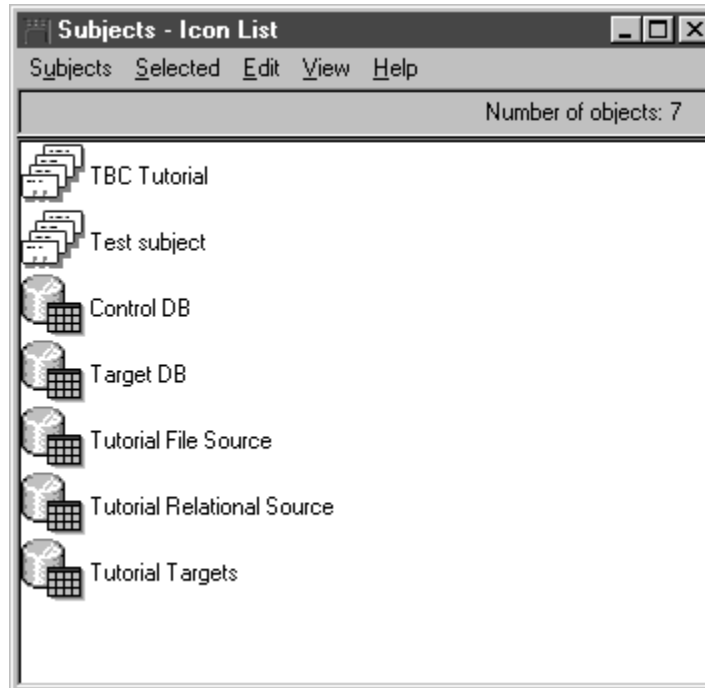 Subjects - Icon List
Subjects Selected Edit View Help
Number of objects: 7
TBC Tutorial
Test subject
Control DB
Target DB
Tutorial File Source
Tutorial Relational Source
Tutorial Targets